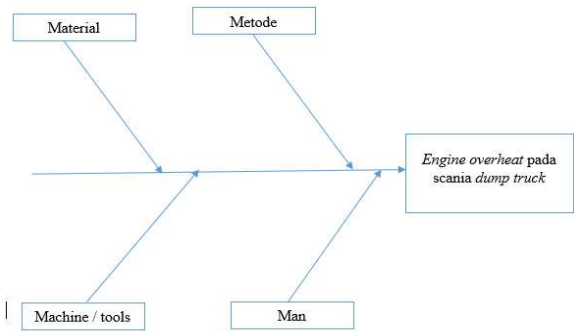 Material
Metode
Engine overheat pada
scania dump truck
Machine / tools
Man